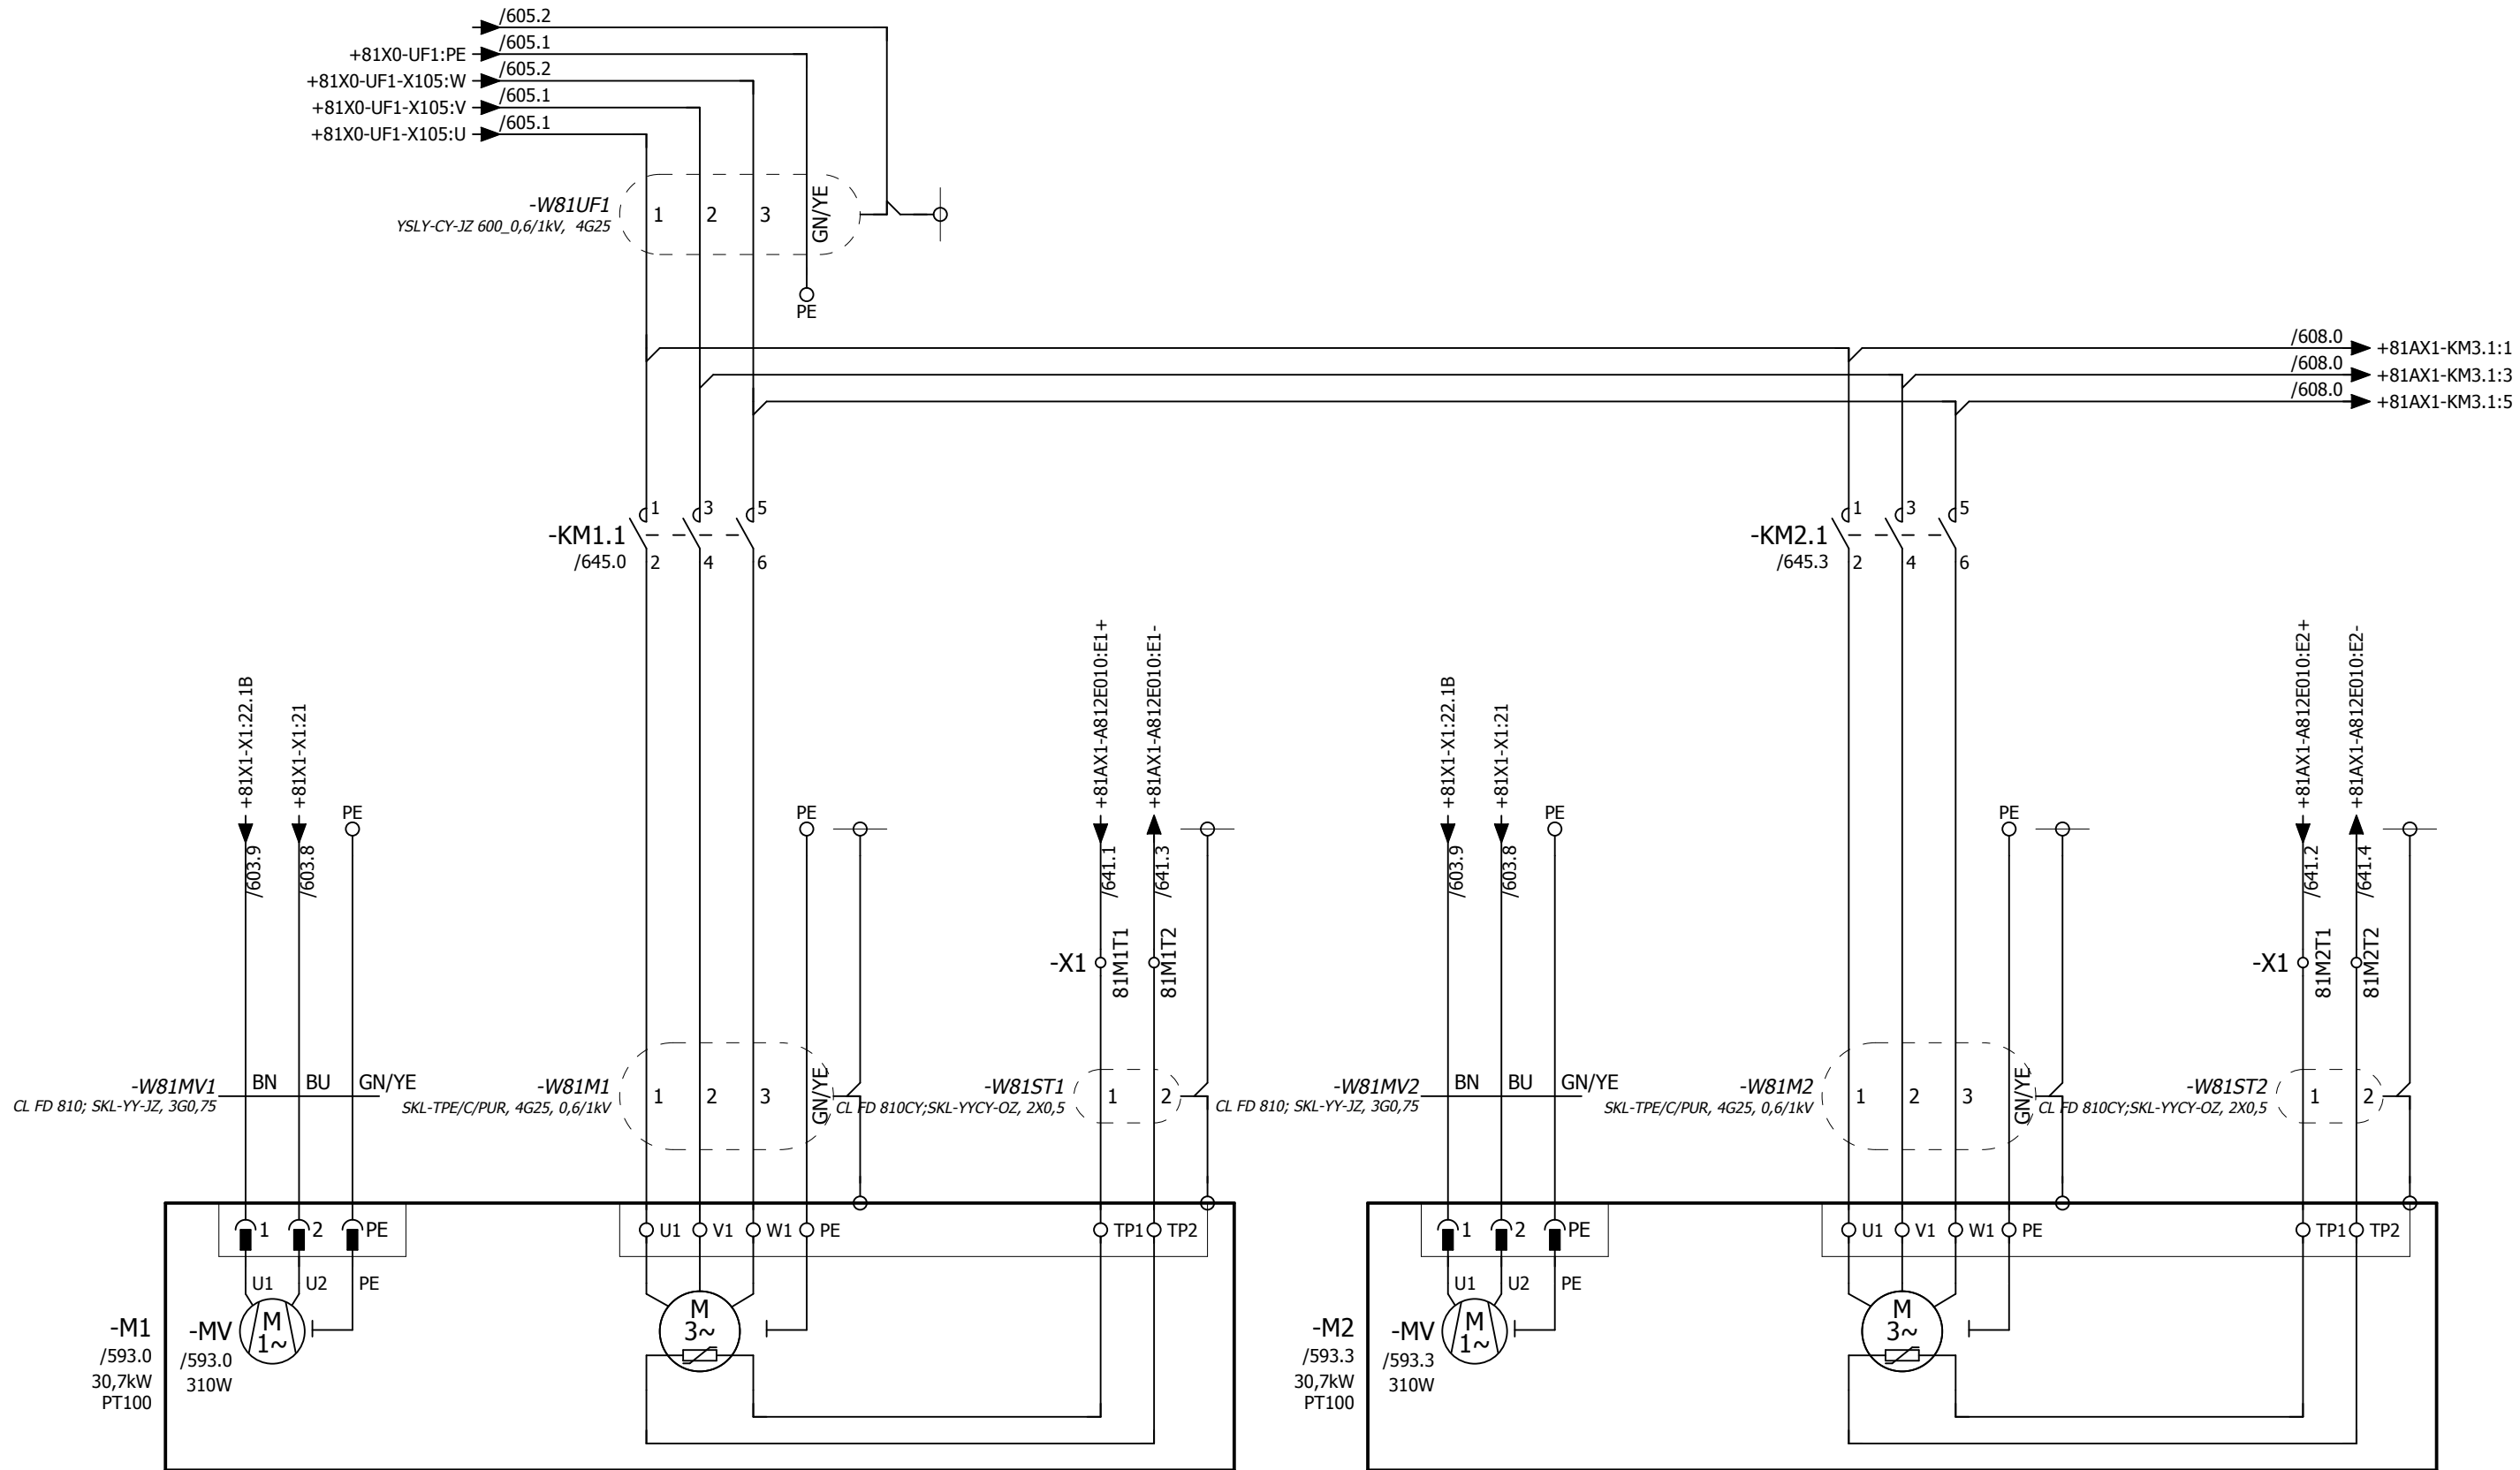 /605.2
+81X0-UF1:PE /605.1
+81X0-UF1-X105:W /605.2
+81X0-UF1-X105:V /605.1
+81X0-UF1-X105:U /605.1
-W81UF1
YSLY-CY-JZ 600_0,6/1kV, 4G25
1 2 3 GN/YE
PE
/608.0 +81AX1-KM3.1:1
/608.0 +81AX1-KM3.1:3
/608.0 +81AX1-KM3.1:5
-KM1.1
/645.0
1 3 5
2 4 6
-KM2.1
/645.3
1 3 5
2 4 6
+81X1-X1:22.1B
/603.9
+81X1-X1:21
/603.8
PE
PE
+81AX1-A812E010:E1+
/641.1
+81AX1-A812E010:E1-
/641.3
-X1
81M1T1
81M1T2
+81X1-X1:22.1B
/603.9
+81X1-X1:21
/603.8
PE
PE
+81AX1-A812E010:E2+
/641.2
+81AX1-A812E010:E2-
/641.4
-X1
81M2T1
81M2T2
-W81MV1
CL FD 810; SKL-YY-JZ, 3G0,75
BN BU GN/YE
-W81M1
SKL-TPE/C/PUR, 4G25, 0,6/1kV
1 2 3 GN/YE
-W81ST1
CL FD 810CY;SKL-YYCY-OZ, 2X0,5
1 2
-W81MV2
CL FD 810; SKL-YY-JZ, 3G0,75
BN BU GN/YE
-W81M2
SKL-TPE/C/PUR, 4G25, 0,6/1kV
1 2 3 GN/YE
-W81ST2
CL FD 810CY;SKL-YYCY-OZ, 2X0,5
1 2
1 2 PE
U1 V1 W1 PE
TP1 TP2
U1 U2 PE
-M1
/593.0
30,7kW
PT100
-MV
/593.0
310W
M
1~
M
3~
1 2 PE
U1 V1 W1 PE
TP1 TP2
U1 U2 PE
-M2
/593.3
30,7kW
PT100
-MV
/593.3
310W
M
1~
M
3~